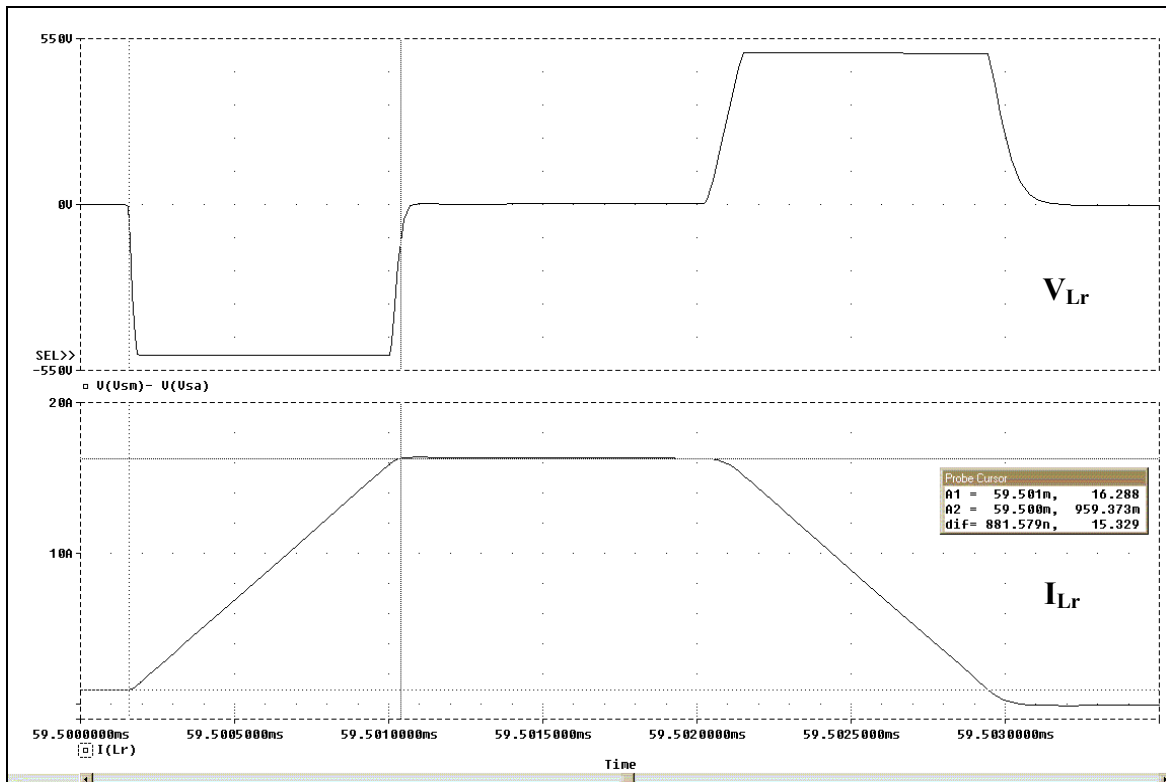 550V
0V
SEL>>
-550V
V(Vsm)- V(Vsa)
V_Lr
20A
10A
Probe Cursor
A1 = 59.501m, 16.288
A2 = 59.500m, 959.373m
dif= 881.579n, 15.329
I_Lr
59.5000000ms 59.5005000ms 59.5010000ms 59.5015000ms 59.5020000ms 59.5025000ms 59.5030000ms
I(Lr)
Time